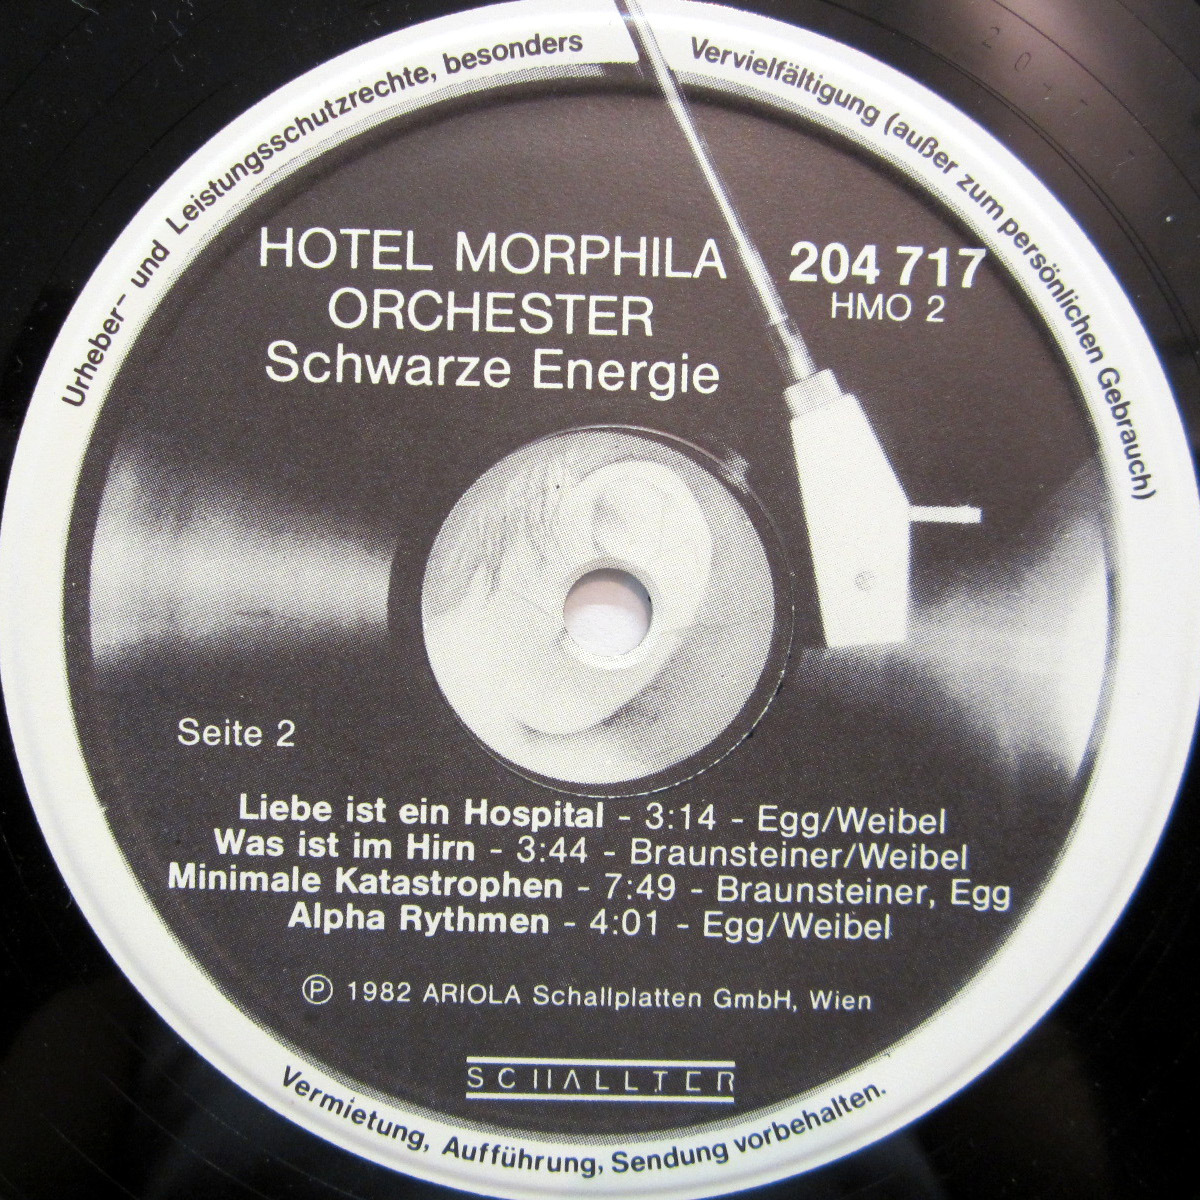 Urheber- und Leistungsschutzrechte, besonders
Vervielfältigung (außer zum persönlichen Gebrauch)
HOTEL MORPHILA
ORCHESTER
Schwarze Energie
204 717
HMO 2
Seite 2
Liebe ist ein Hospital - 3:14 - Egg/Weibel
Was ist im Hirn - 3:44 - Braunsteiner/Weibel
Minimale Katastrophen - 7:49 - Braunsteiner, Egg
Alpha Rythmen - 4:01 - Egg/Weibel
Ⓟ 1982 ARIOLA Schallplatten GmbH, Wien
SCHALLTER
Vermietung, Aufführung, Sendung vorbehalten.